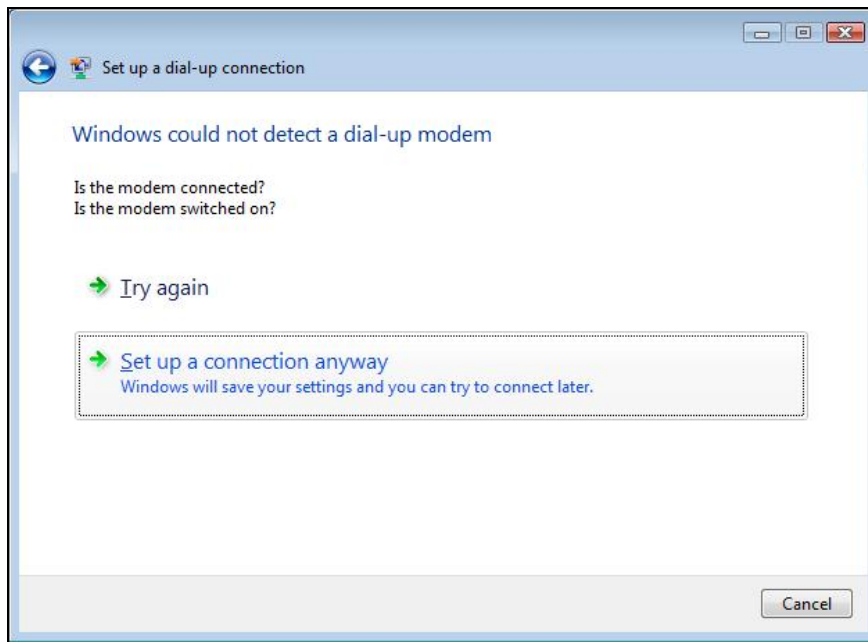 Set up a dial-up connection
Windows could not detect a dial-up modem
Is the modem connected?
Is the modem switched on?
Try again
Set up a connection anyway
Windows will save your settings and you can try to connect later.
Cancel